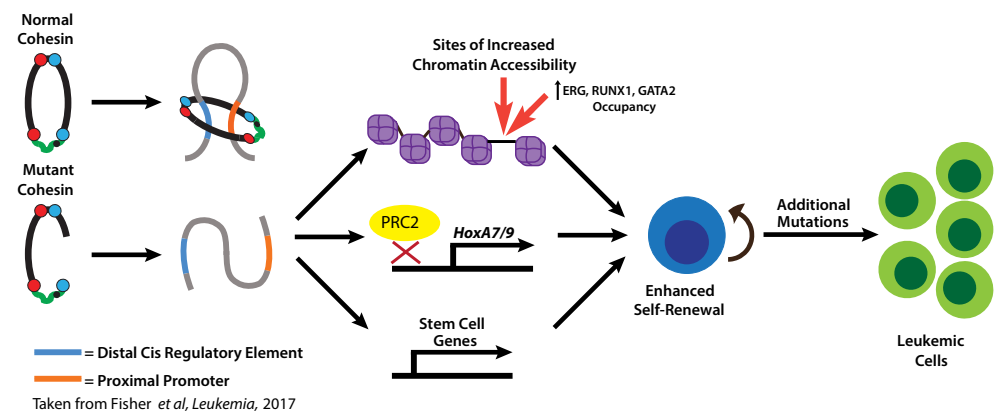 Normal
Cohesin
Mutant
Cohesin
Sites of Increased
Chromatin Accessibility
↑ERG, RUNX1, GATA2
Occupancy
PRC2
HoxA7/9
Stem Cell
Genes
Enhanced
Self-Renewal
Additional
Mutations
Leukemic
Cells
= Distal Cis Regulatory Element
= Proximal Promoter
Taken from Fisher et al, Leukemia, 2017